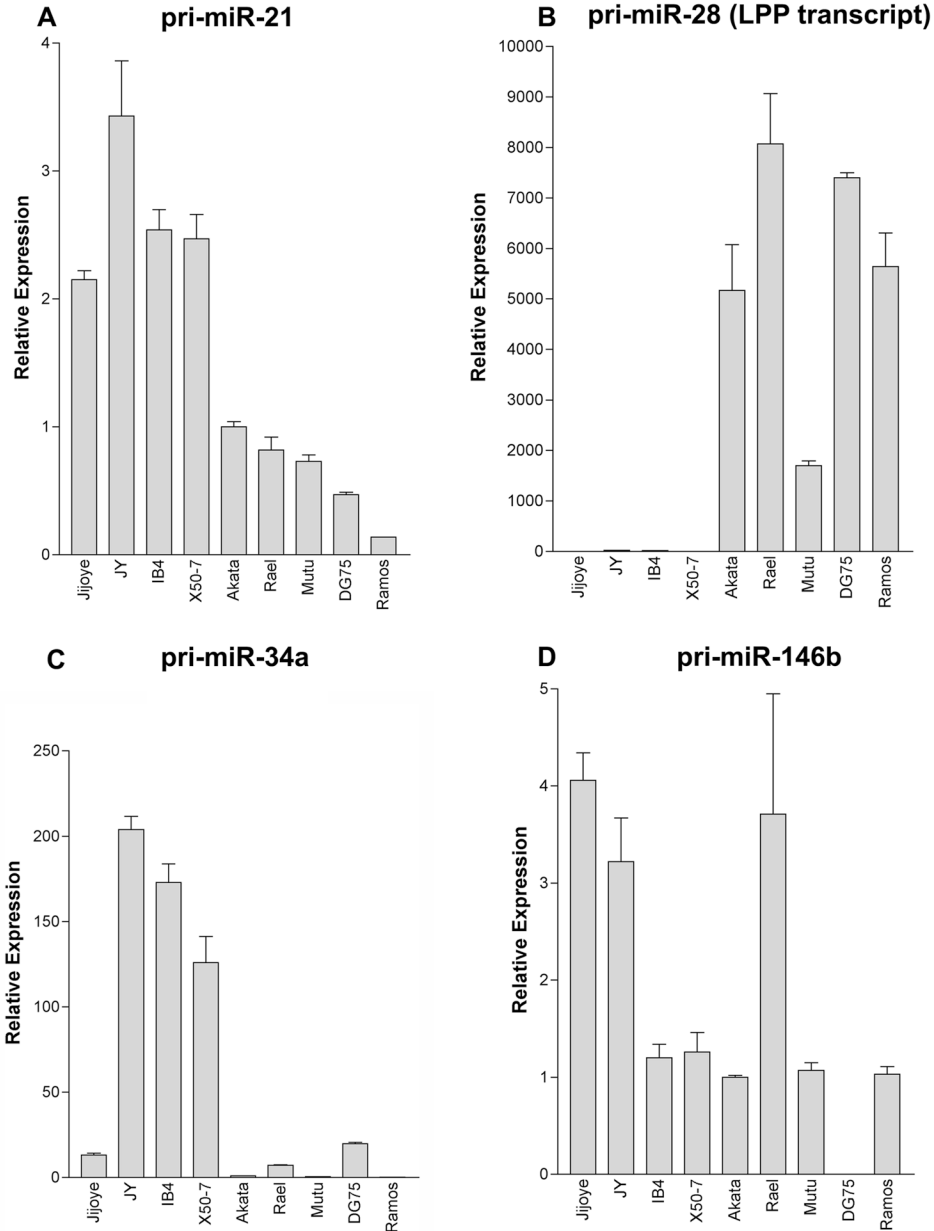 A
pri-miR-21
Relative Expression
4
3
2
1
0
Jijoye
JY
IB4
X50-7
Akata
Rael
Mutu
DG75
Ramos
B
pri-miR-28 (LPP transcript)
Relative Expression
10000
9000
8000
7000
6000
5000
4000
3000
2000
1000
0
Jijoye
JY
IB4
X50-7
Akata
Rael
Mutu
DG75
Ramos
C
pri-miR-34a
Relative Expression
250
200
150
100
50
0
Jijoye
JY
IB4
X50-7
Akata
Rael
Mutu
DG75
Ramos
D
pri-miR-146b
Relative Expression
5
4
3
2
1
0
Jijoye
JY
IB4
X50-7
Akata
Rael
Mutu
DG75
Ramos